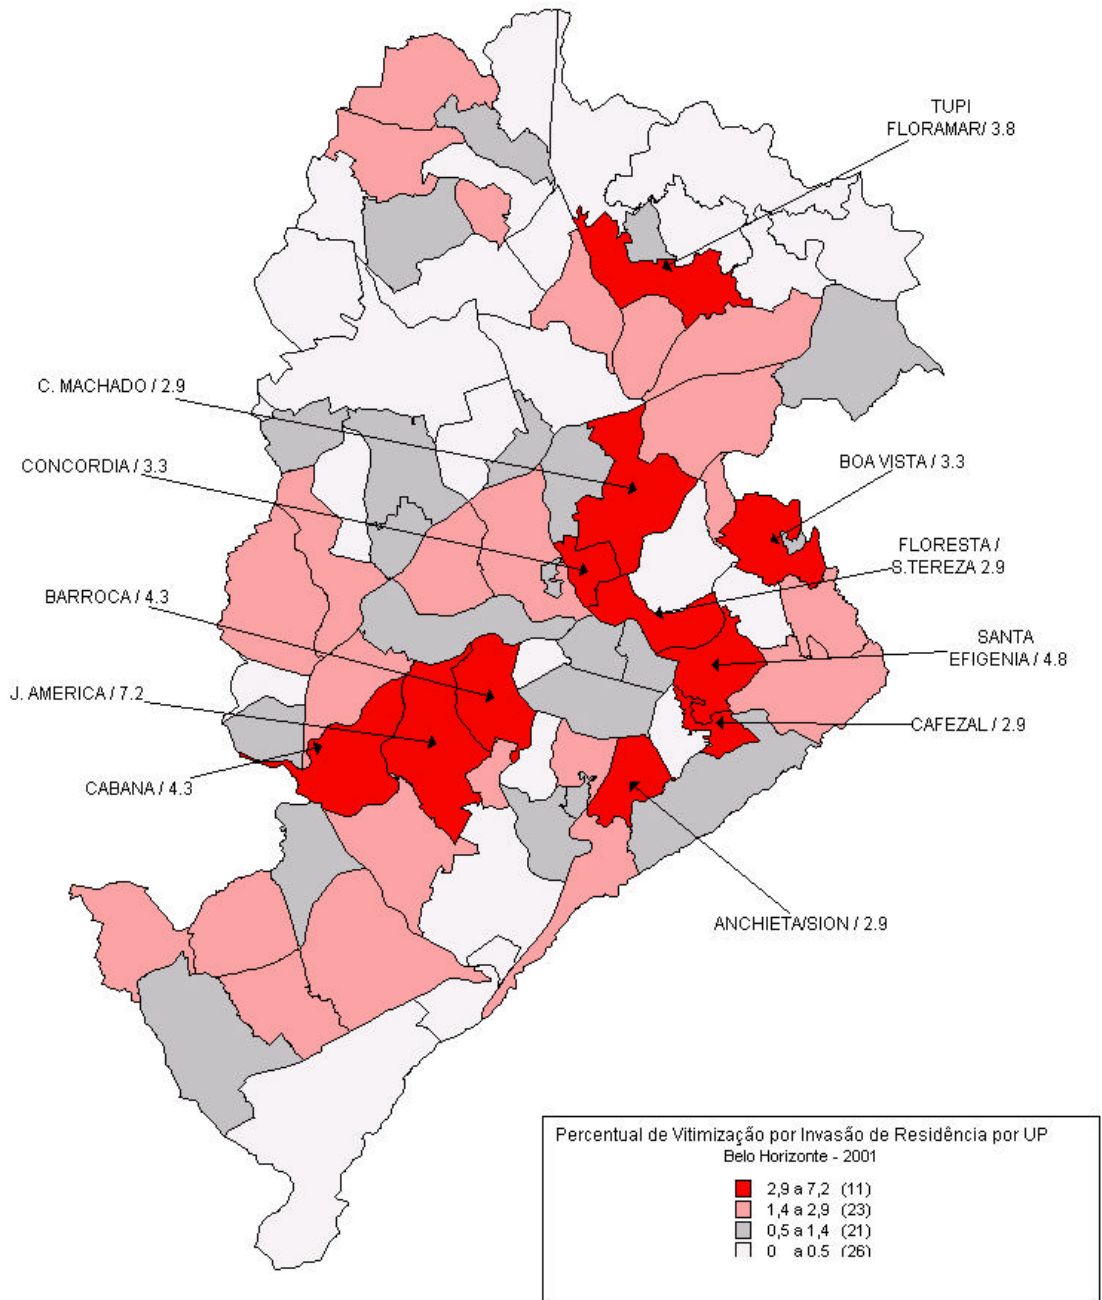 TUPI
FLORAMAR/ 3.8
C. MACHADO / 2.9
CONCORDIA / 3.3
BOA VISTA / 3.3
FLORESTA /
S.TEREZA 2.9
BARROCA / 4.3
SANTA
EFIGENIA / 4.8
J. AMERICA / 7.2
CAFEZAL / 2.9
CABANA / 4.3
ANCHIETA/SION / 2.9
Percentual de Vitimização por Invasão de Residência por UP
Belo Horizonte - 2001
2,9 a 7,2 (11)
1,4 a 2,9 (23)
0,5 a 1,4 (21)
0 a 0.5 (26)